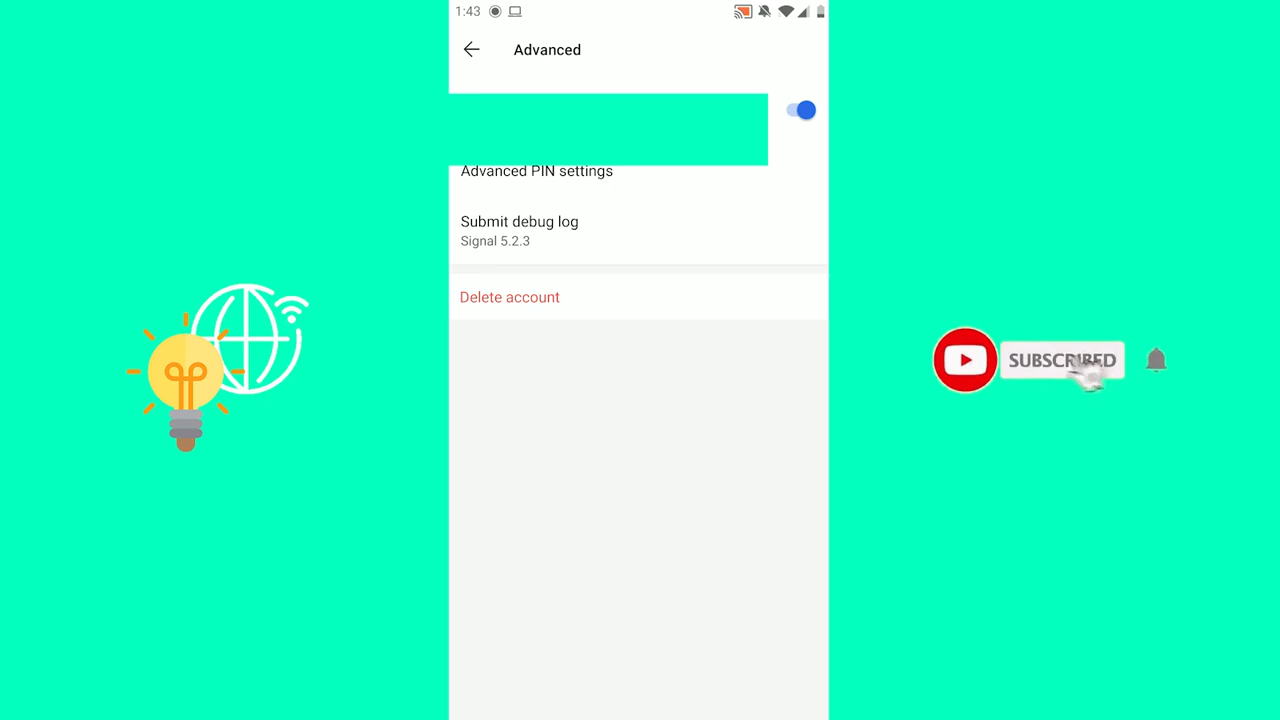 1:43
Advanced
Advanced PIN settings
Submit debug log
Signal 5.2.3
Delete account
SUBSCRIBED